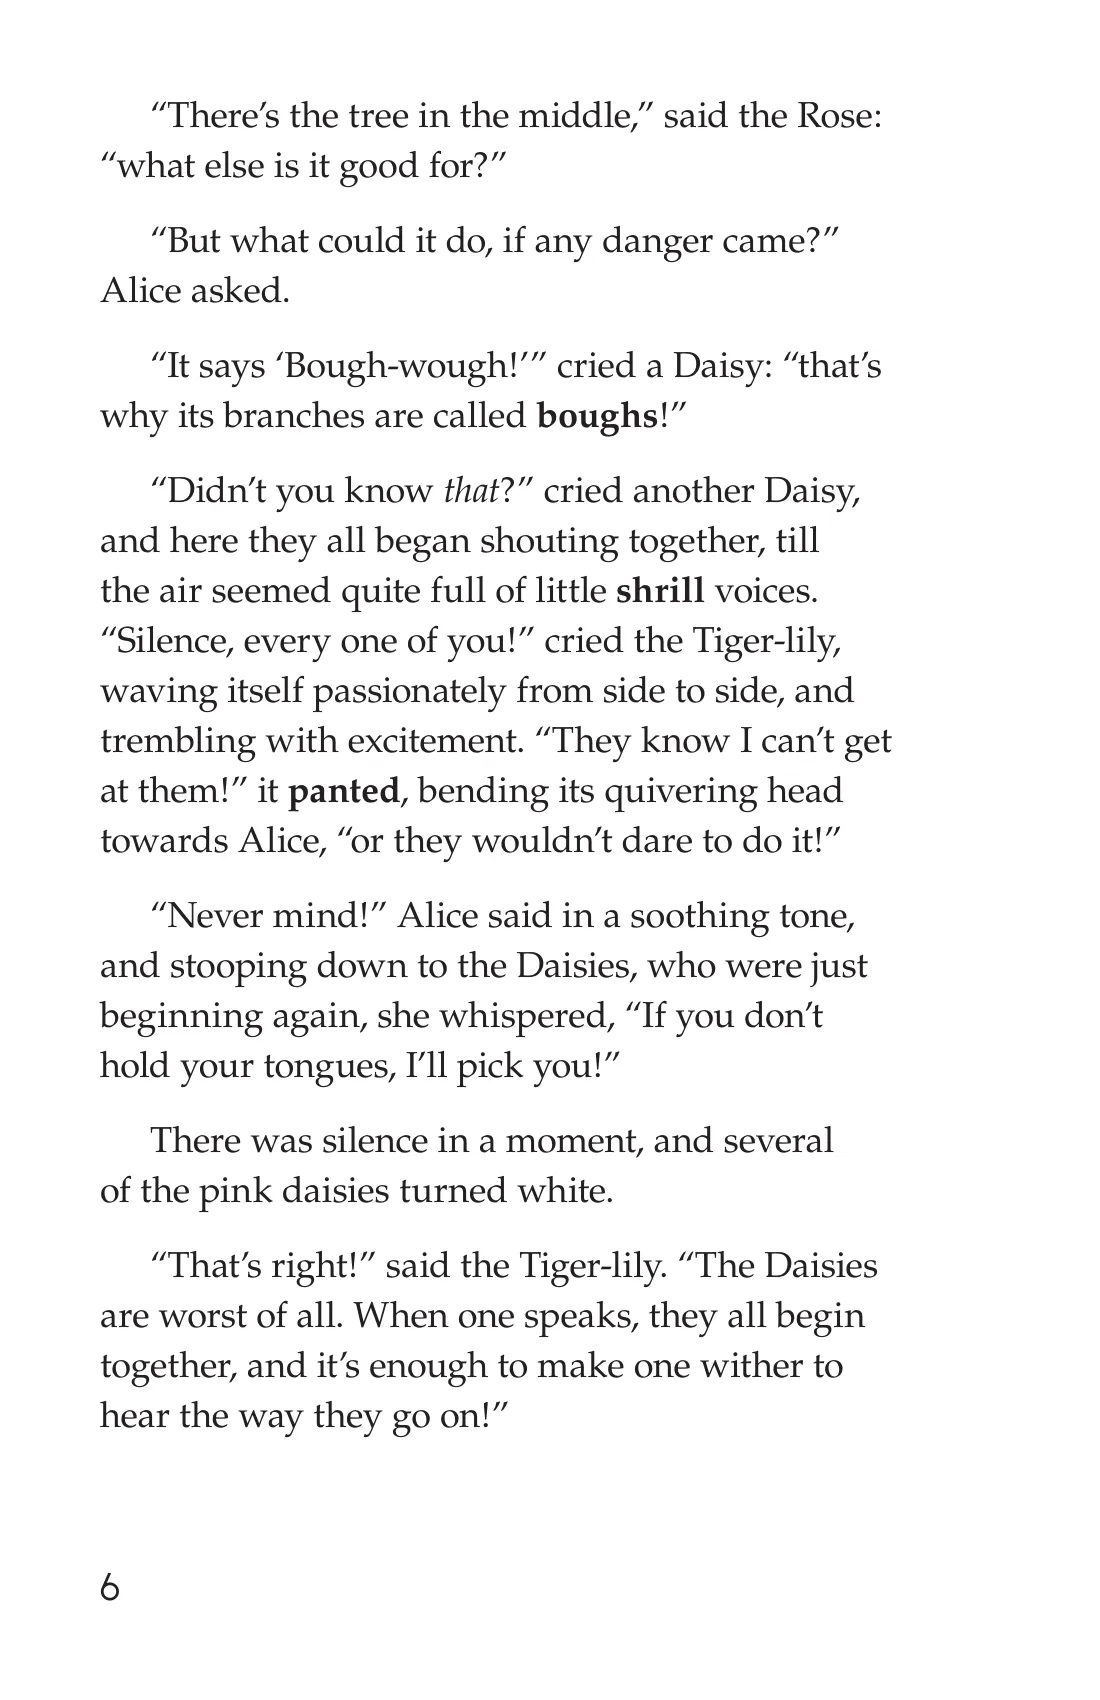 “There’s the tree in the middle,” said the Rose:
“what else is it good for?”
“But what could it do, if any danger came?”
Alice asked.
“It says ‘Bough-wough!’” cried a Daisy: “that’s
why its branches are called boughs!”
“Didn’t you know that?” cried another Daisy,
and here they all began shouting together, till
the air seemed quite full of little shrill voices.
“Silence, every one of you!” cried the Tiger-lily,
waving itself passionately from side to side, and
trembling with excitement. “They know I can’t get
at them!” it panted, bending its quivering head
towards Alice, “or they wouldn’t dare to do it!”
“Never mind!” Alice said in a soothing tone,
and stooping down to the Daisies, who were just
beginning again, she whispered, “If you don’t
hold your tongues, I’ll pick you!”
There was silence in a moment, and several
of the pink daisies turned white.
“That’s right!” said the Tiger-lily. “The Daisies
are worst of all. When one speaks, they all begin
together, and it’s enough to make one wither to
hear the way they go on!”
6